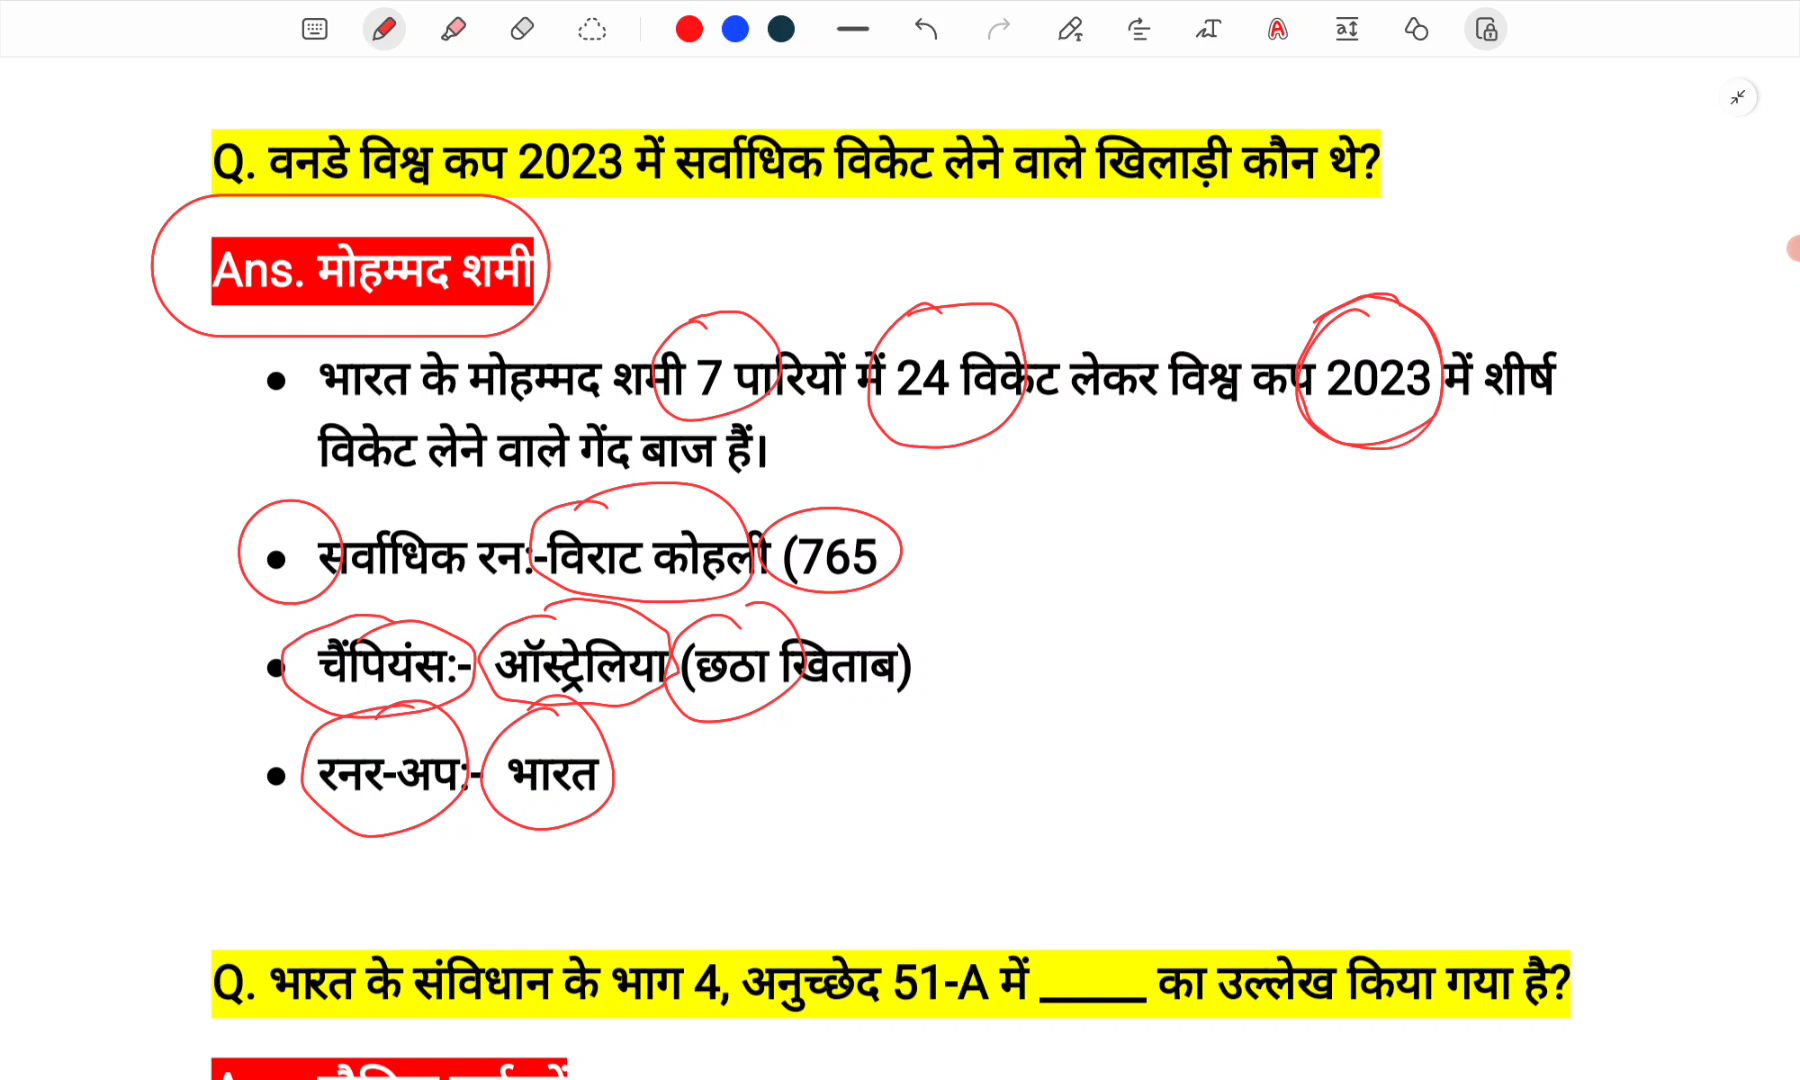 Q. वनडे विश्व कप 2023 में सर्वाधिक विकेट लेने वाले खिलाड़ी कौन थे?
Ans. मोहम्मद शमी
• भारत के मोहम्मद शमी 7 पारियों में 24 विकेट लेकर विश्व कप 2023 में शीर्ष
विकेट लेने वाले गेंद बाज हैं।
• सर्वाधिक रन:-विराट कोहली (765
• चैंपियंस:- ऑस्ट्रेलिया (छठा खिताब)
• रनर-अप:- भारत
Q. भारत के संविधान के भाग 4, अनुच्छेद 51-A में _____ का उल्लेख किया गया है?